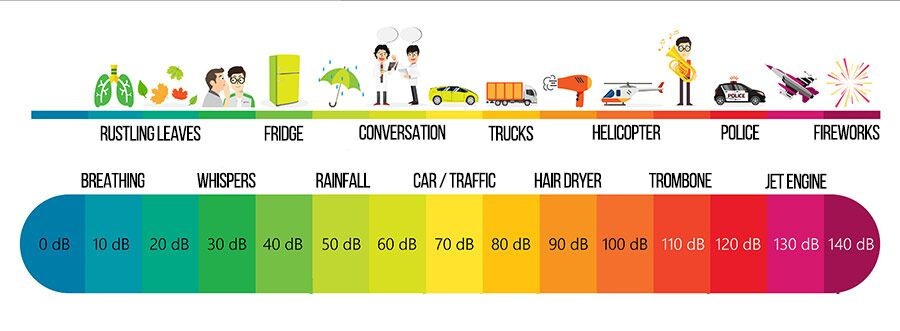 POLICE
RUSTLING LEAVES FRIDGE CONVERSATION TRUCKS HELICOPTER POLICE FIREWORKS
BREATHING WHISPERS RAINFALL CAR / TRAFFIC HAIR DRYER TROMBONE JET ENGINE
0 dB 10 dB 20 dB 30 dB 40 dB 50 dB 60 dB 70 dB 80 dB 90 dB 100 dB 110 dB 120 dB 130 dB 140 dB